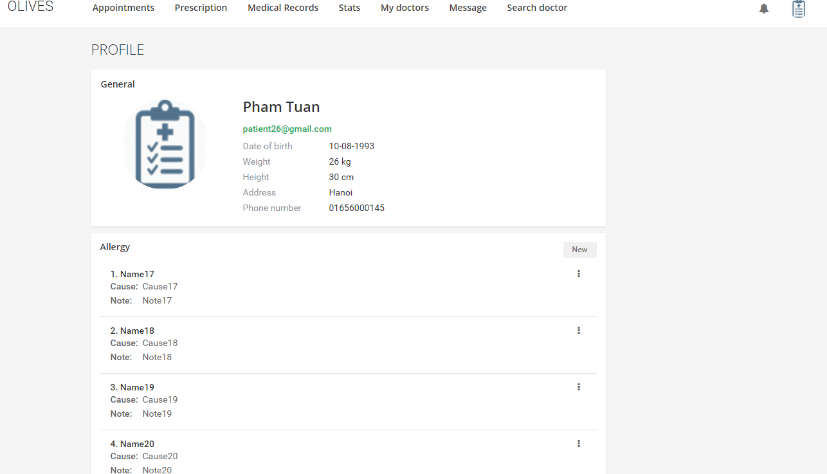 OLIVES
Appointments Prescription Medical Records Stats My doctors Message Search doctor
PROFILE
General
Pham Tuan
patient26@gmail.com
Date of birth 10-08-1993
Weight 26 kg
Height 30 cm
Address Hanoi
Phone number 01656000145
Allergy New
1. Name17
Cause: Cause17
Note: Note17
2. Name18
Cause: Cause18
Note: Note18
3. Name19
Cause: Cause19
Note: Note19
4. Name20
Cause: Cause20
Note: Note20